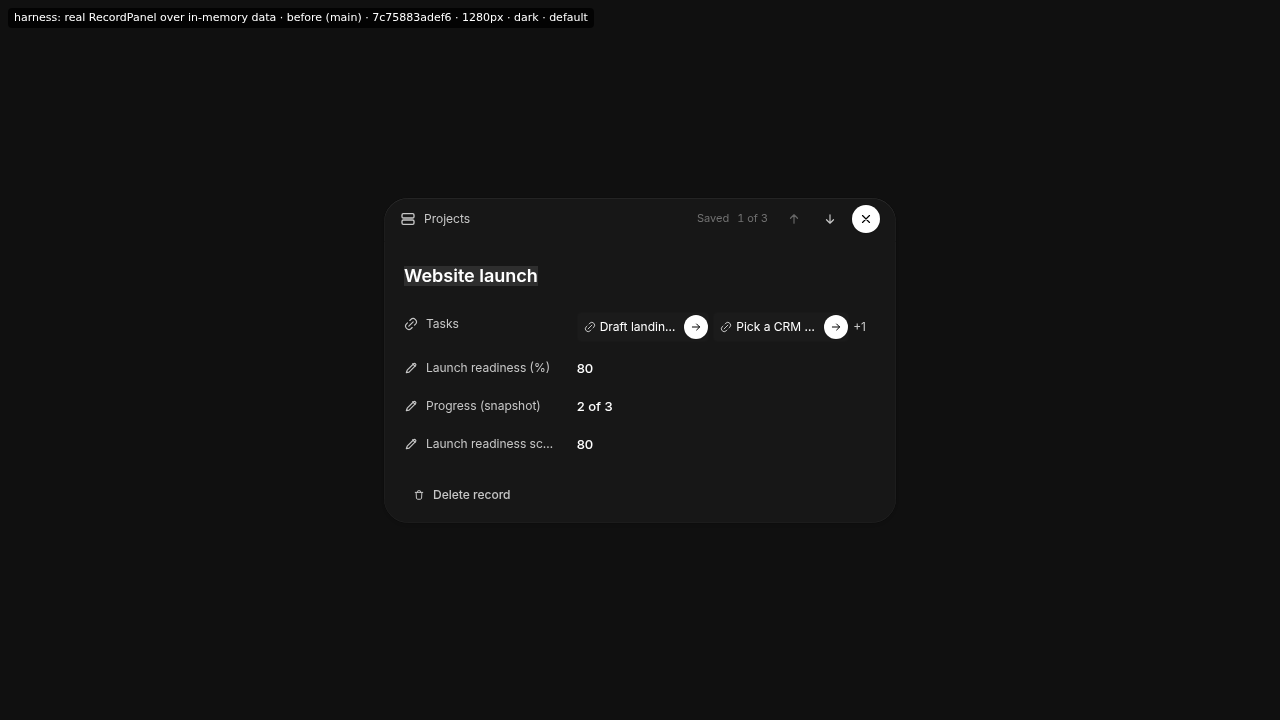 harness: real RecordPanel over in-memory data · before (main) · 7c75883adef6 · 1280px · dark · default
Projects
Saved 1 of 3
Website launch
Tasks
Draft landin...
Pick a CRM ...
+1
Launch readiness (%)
80
Progress (snapshot)
2 of 3
Launch readiness sc...
80
Delete record